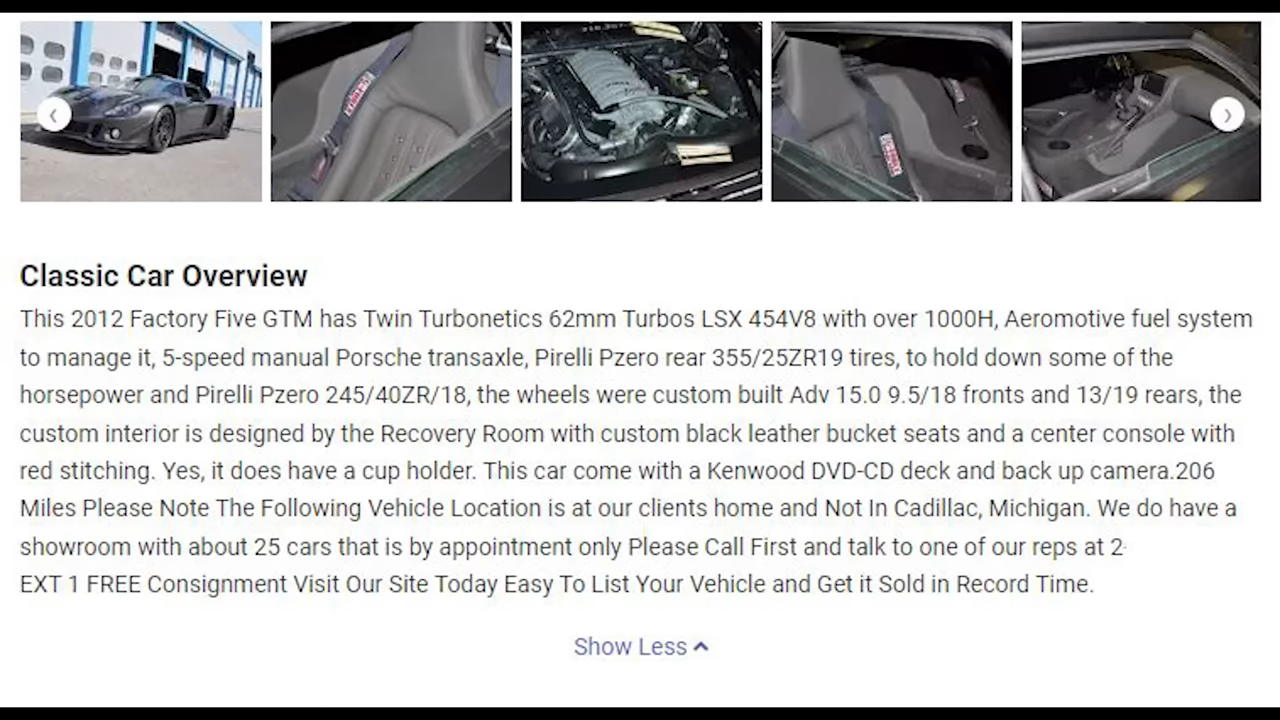 Classic Car Overview
This 2012 Factory Five GTM has Twin Turbonetics 62mm Turbos LSX 454V8 with over 1000H, Aeromotive fuel system
to manage it, 5-speed manual Porsche transaxle, Pirelli Pzero rear 355/25ZR19 tires, to hold down some of the
horsepower and Pirelli Pzero 245/40ZR/18, the wheels were custom built Adv 15.0 9.5/18 fronts and 13/19 rears, the
custom interior is designed by the Recovery Room with custom black leather bucket seats and a center console with
red stitching. Yes, it does have a cup holder. This car come with a Kenwood DVD-CD deck and back up camera.206
Miles Please Note The Following Vehicle Location is at our clients home and Not In Cadillac, Michigan. We do have a
showroom with about 25 cars that is by appointment only Please Call First and talk to one of our reps at 2
EXT 1 FREE Consignment Visit Our Site Today Easy To List Your Vehicle and Get it Sold in Record Time.
Show Less